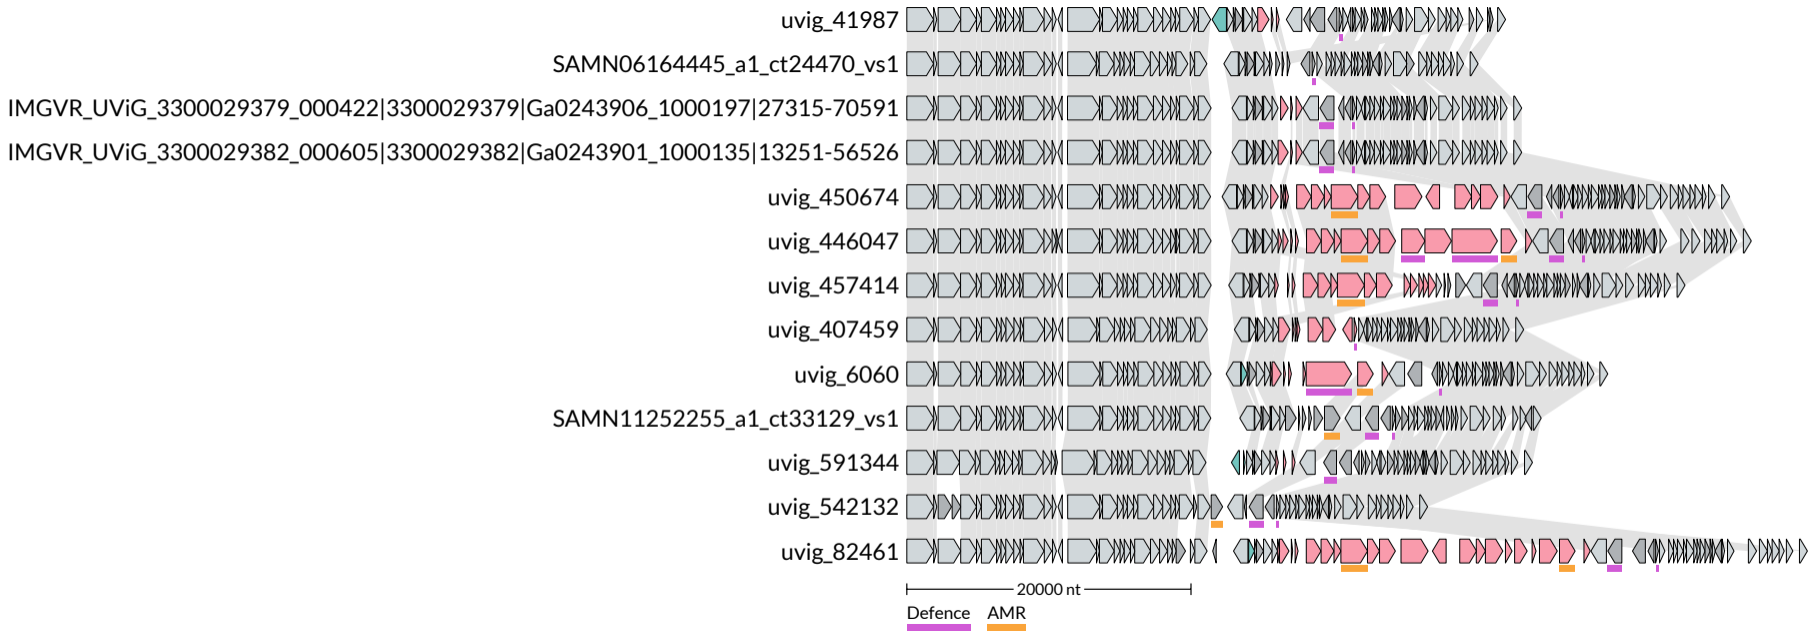 uvig_41987
SAMN06164445_a1_ct24470_vs1
IMGVR_UViG_3300029379_000422|3300029379|Ga0243906_1000197|27315-70591
IMGVR_UViG_3300029382_000605|3300029382|Ga0243901_1000135|13251-56526
uvig_450674
uvig_446047
uvig_457414
uvig_407459
uvig_6060
SAMN11252255_a1_ct33129_vs1
uvig_591344
uvig_542132
uvig_82461
20000 nt
Defence AMR